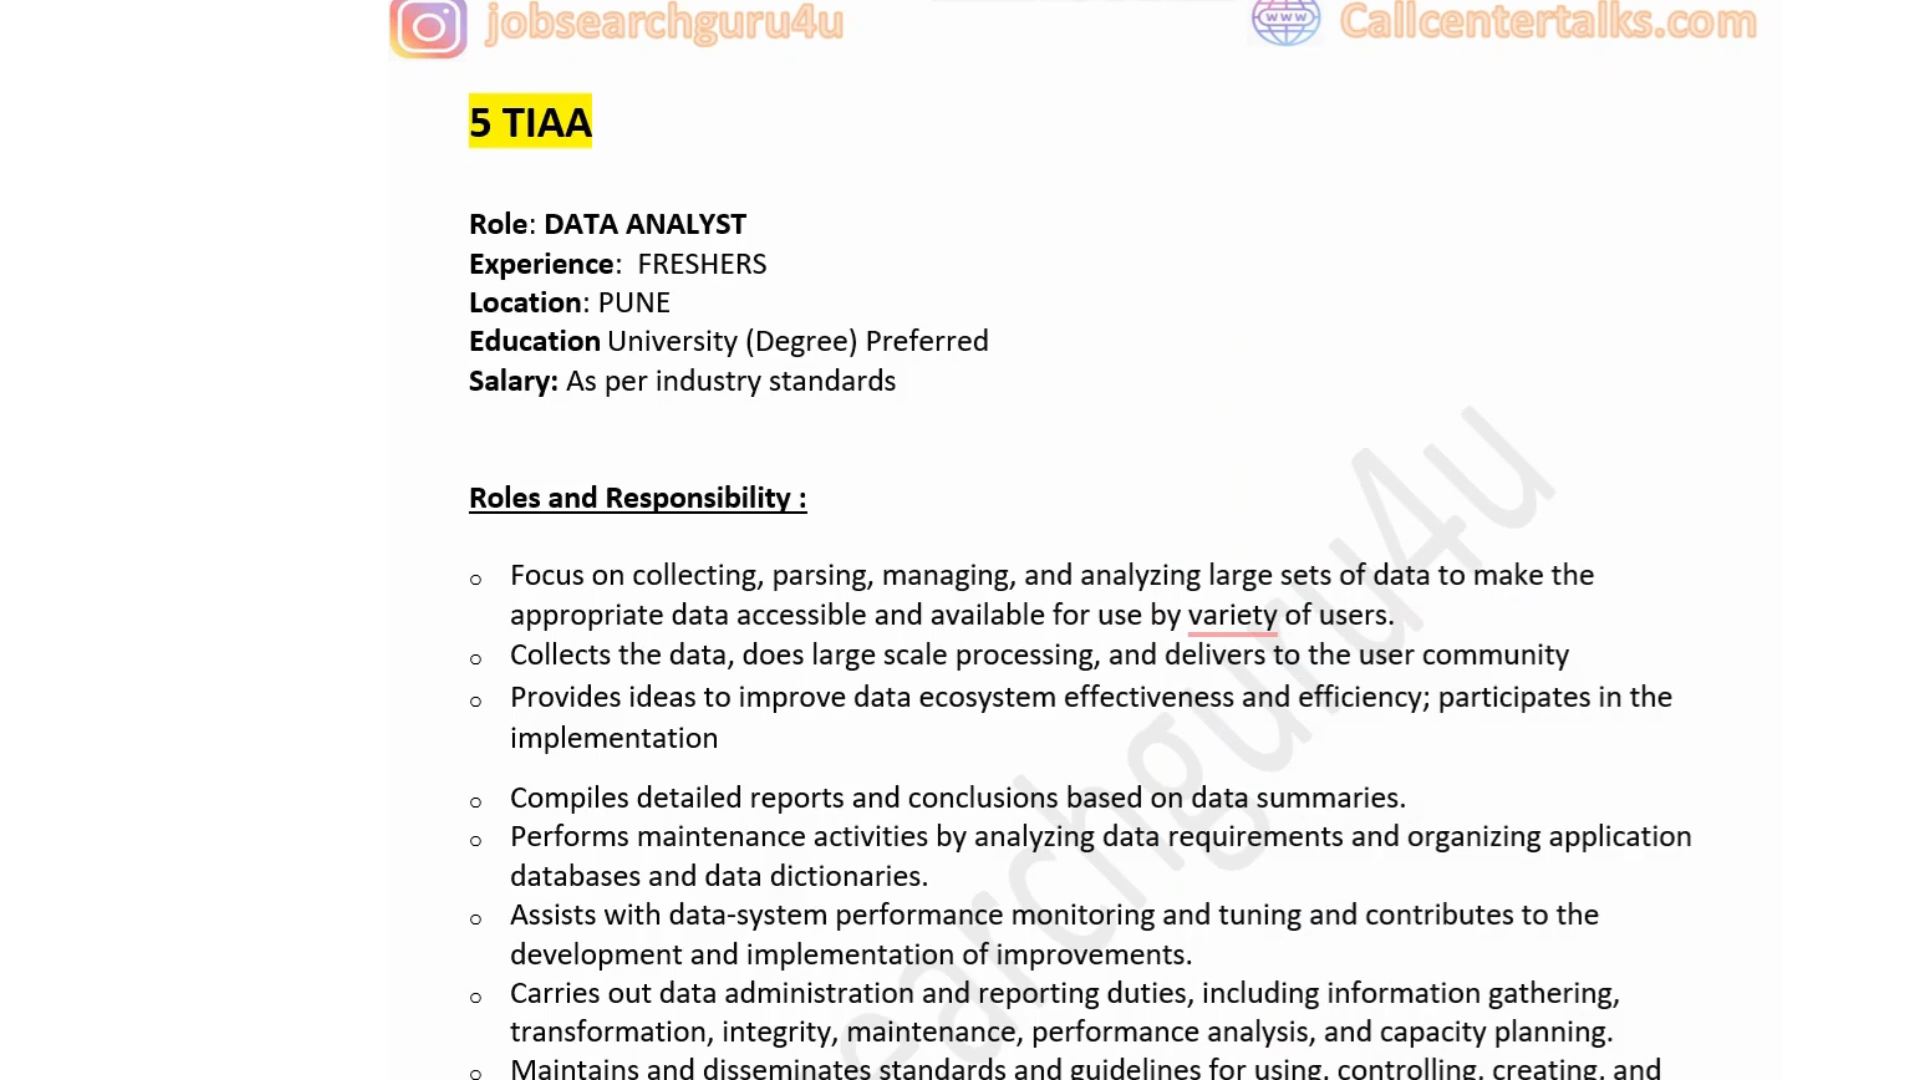 jobsearchguru4u
www
Callcentertalks.com
5 TIAA
Role: DATA ANALYST
Experience:  FRESHERS
Location: PUNE
Education University (Degree) Preferred
Salary: As per industry standards
Roles and Responsibility :
o Focus on collecting, parsing, managing, and analyzing large sets of data to make the
appropriate data accessible and available for use by variety of users.
o Collects the data, does large scale processing, and delivers to the user community
o Provides ideas to improve data ecosystem effectiveness and efficiency; participates in the
implementation
o Compiles detailed reports and conclusions based on data summaries.
o Performs maintenance activities by analyzing data requirements and organizing application
databases and data dictionaries.
o Assists with data-system performance monitoring and tuning and contributes to the
development and implementation of improvements.
o Carries out data administration and reporting duties, including information gathering,
transformation, integrity, maintenance, performance analysis, and capacity planning.
o Maintains and disseminates standards and guidelines for using, controlling, creating, and
earchguru4u